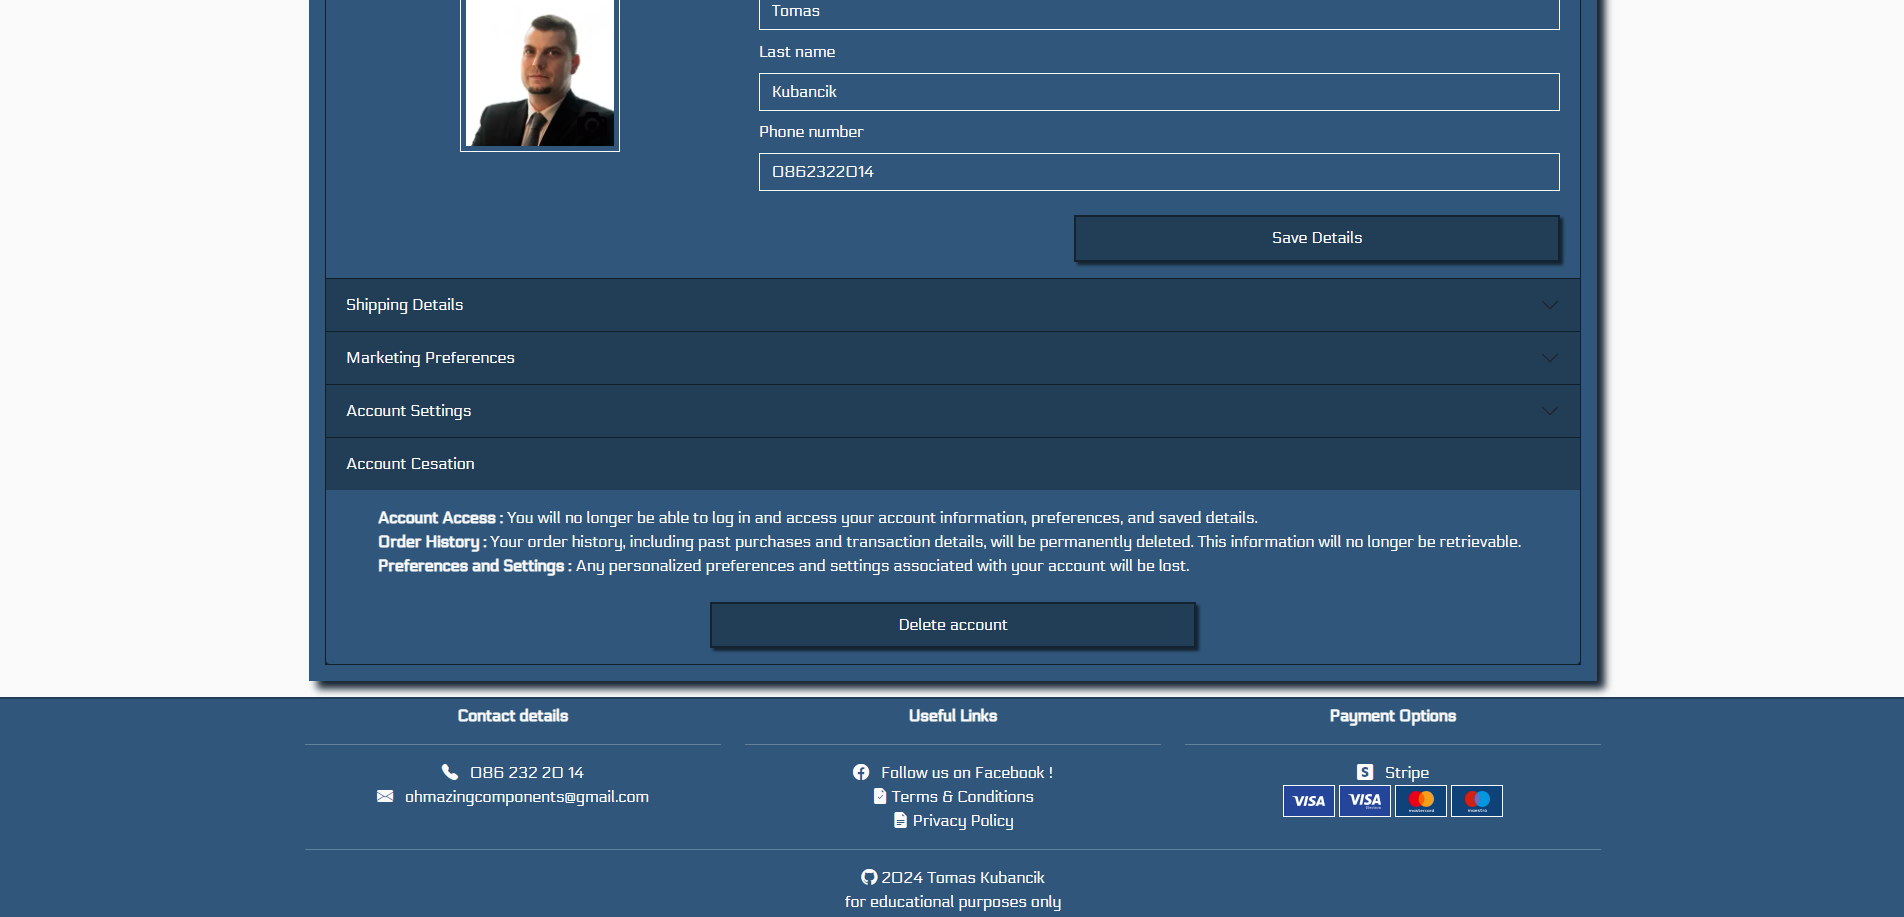 Tomas
Last name
Kubancik
Phone number
0862322014
Save Details
Shipping Details
Marketing Preferences
Account Settings
Account Cesation
Account Access : You will no longer be able to log in and access your account information, preferences, and saved details.
Order History : Your order history, including past purchases and transaction details, will be permanently deleted. This information will no longer be retrievable.
Preferences and Settings : Any personalized preferences and settings associated with your account will be lost.
Delete account
Contact details
086 232 20 14
ohmazingcomponents@gmail.com
Useful Links
Follow us on Facebook !
Terms & Conditions
Privacy Policy
Payment Options
S Stripe
VISA VISA Electron mastercard maestro
2024 Tomas Kubancik
for educational purposes only